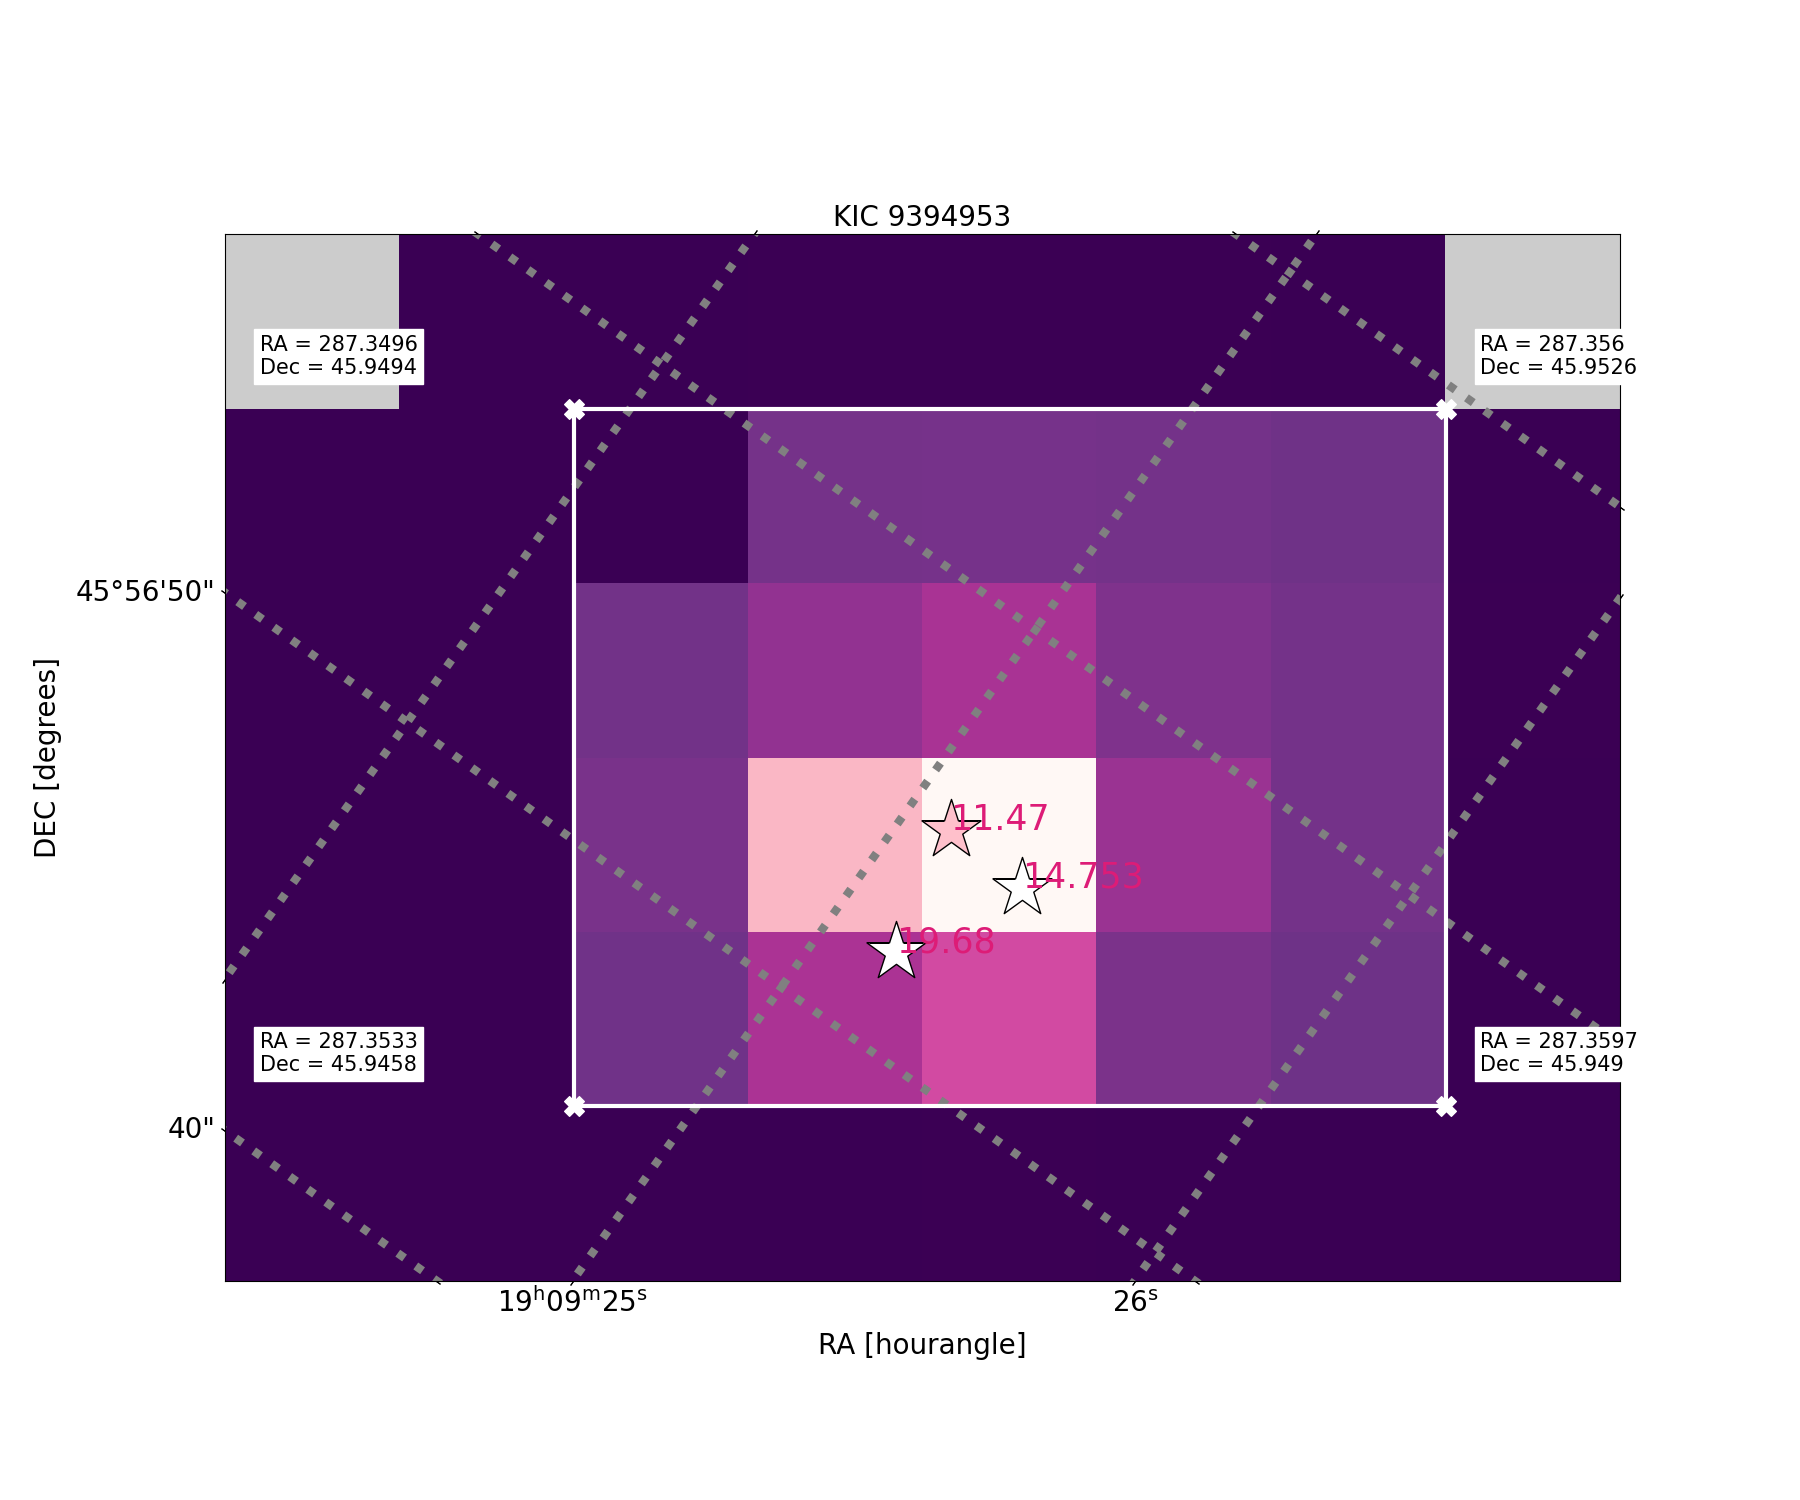 KIC 9394953
RA = 287.3496
Dec = 45.9494
RA = 287.356
Dec = 45.9526
45°56'50"
DEC [degrees]
11.47
14.753
19.68
RA = 287.3533
Dec = 45.9458
RA = 287.3597
Dec = 45.949
40"
19ʰ09ᵐ25ˢ
26ˢ
RA [hourangle]